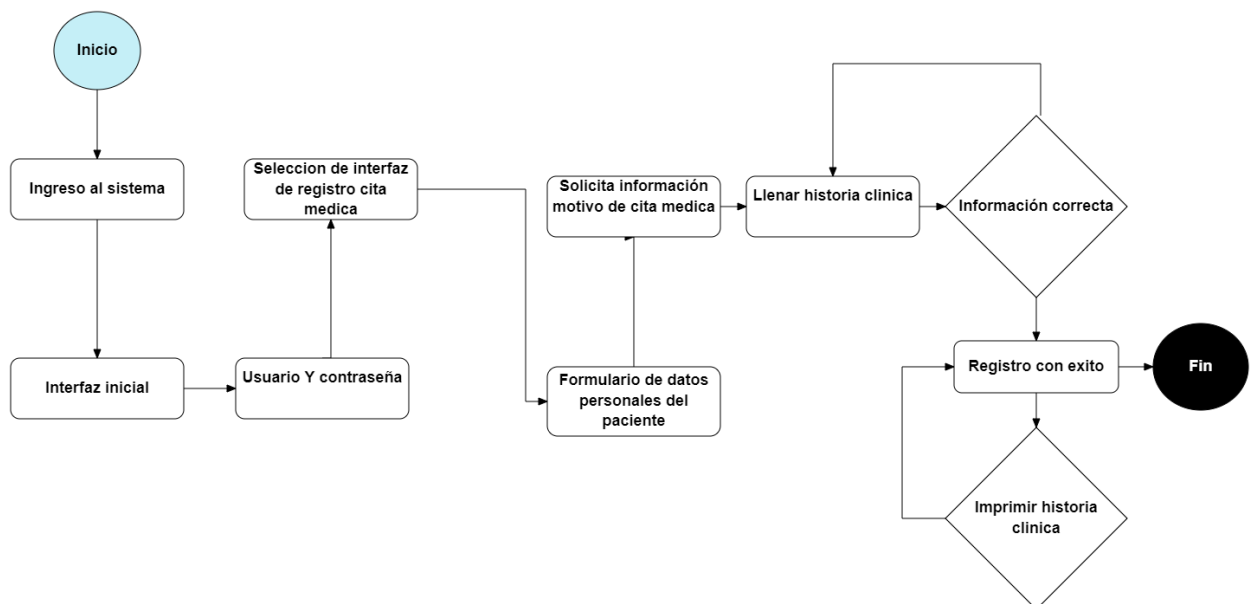 Inicio
Ingreso al sistema
Interfaz inicial
Usuario Y contraseña
Seleccion de interfaz
de registro cita
medica
Formulario de datos
personales del
paciente
Solicita información
motivo de cita medica
Llenar historia clinica
Información correcta
Registro con exito
Fin
Imprimir historia
clinica